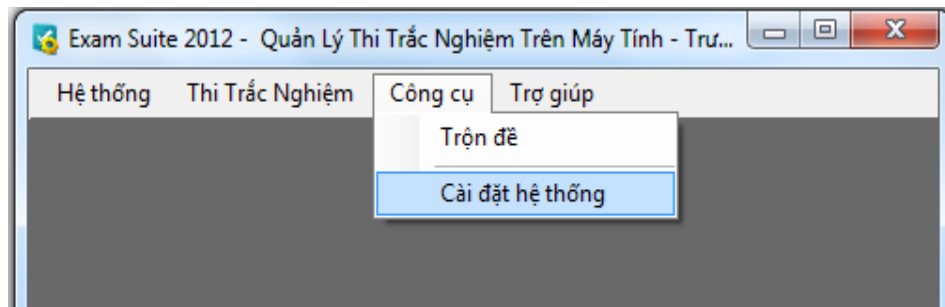 Exam Suite 2012 - Quản Lý Thi Trắc Nghiệm Trên Máy Tính - Trư...
Hệ thống Thi Trắc Nghiệm Công cụ Trợ giúp
Trộn đề
Cài đặt hệ thống